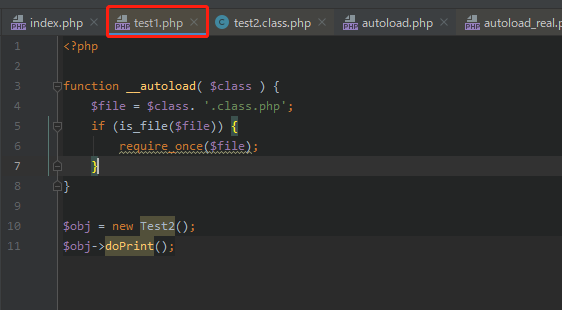 index.php test1.php test2.class.php autoload.php autoload_real.p
1 <?php
2
3 function __autoload( $class ) {
4 $file = $class. '.class.php';
5 if (is_file($file)) {
6 require_once($file);
7 }
8 }
9
10 $obj = new Test2();
11 $obj->doPrint();